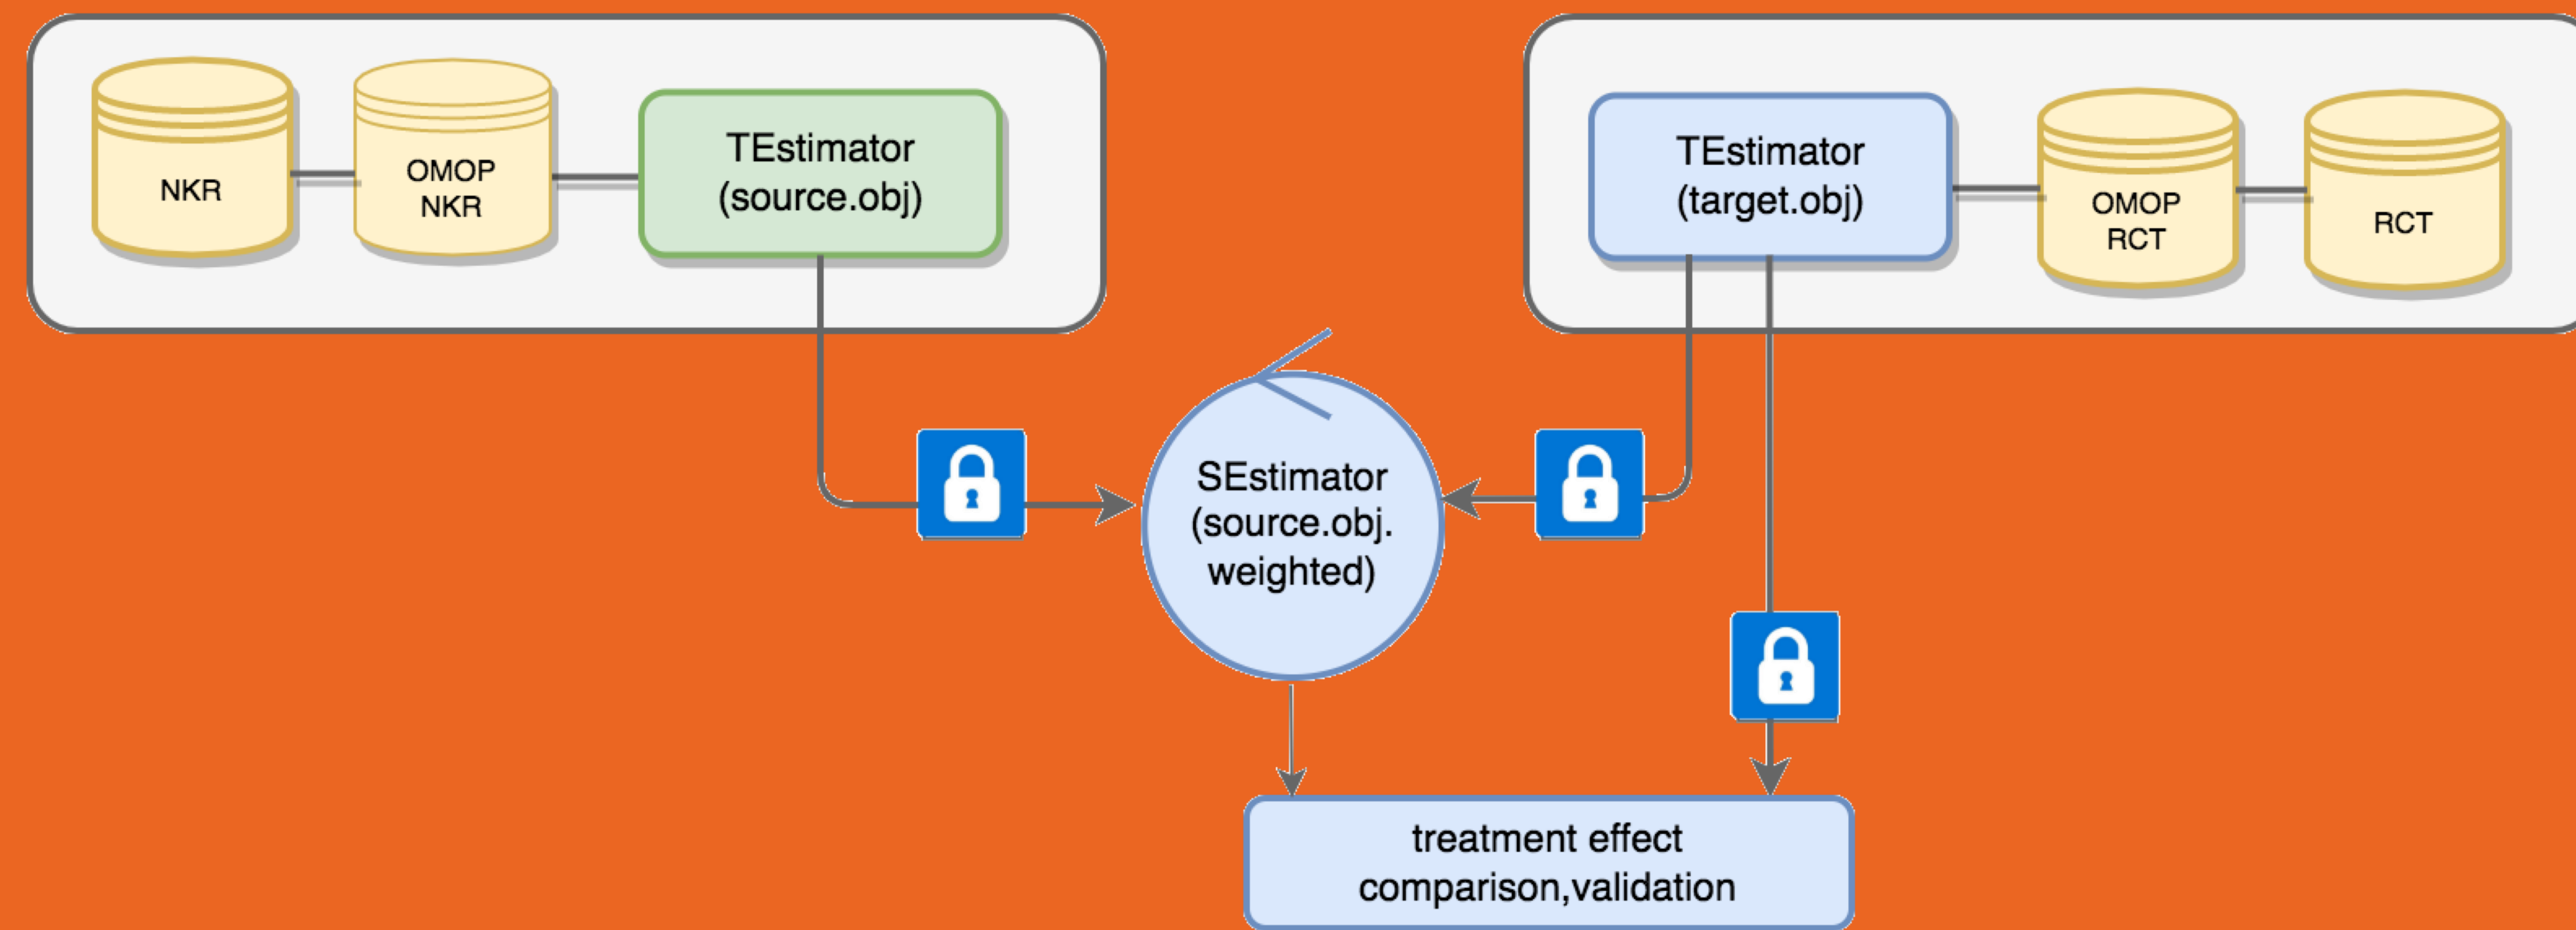 NKR
OMOP
NKR
TEstimator
(source.obj)
TEstimator
(target.obj)
OMOP
RCT
RCT
SEstimator
(source.obj.
weighted)
treatment effect
comparison,validation